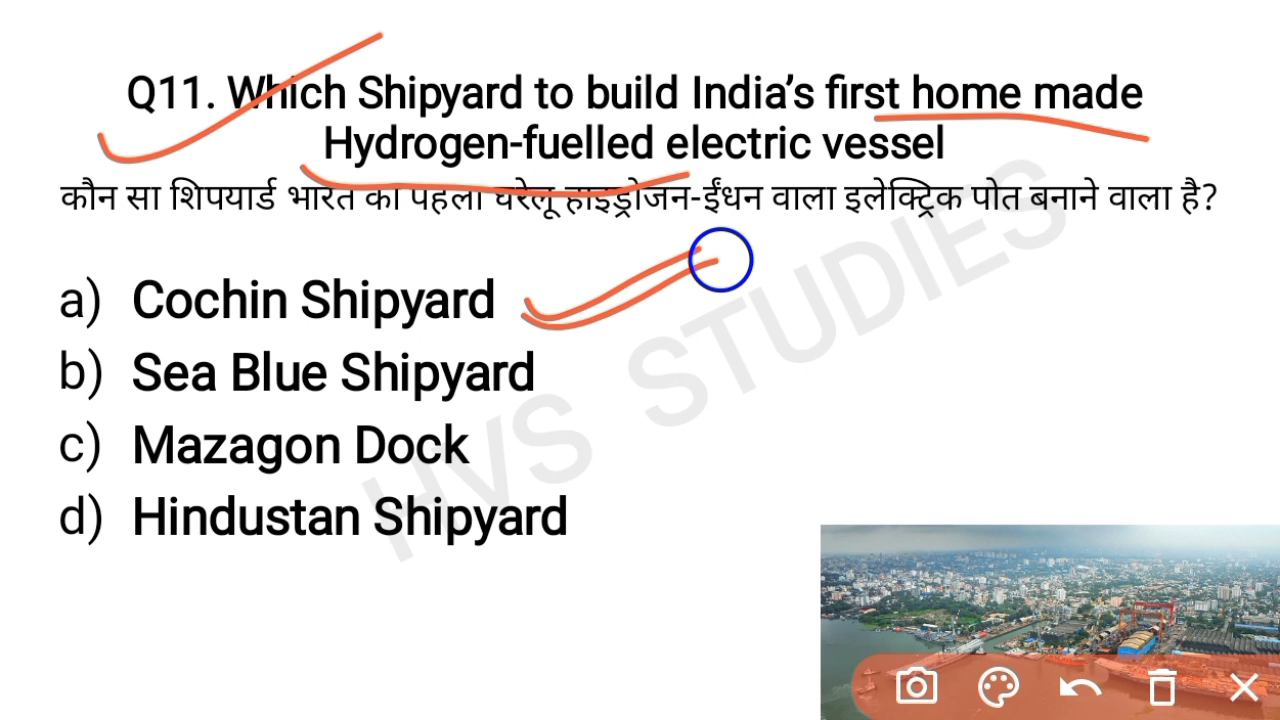 Q11. Which Shipyard to build India's first home made
Hydrogen-fuelled electric vessel
कौन सा शिपयार्ड भारत का पहला घरेलू हाइड्रोजन-ईंधन वाला इलेक्ट्रिक पोत बनाने वाला है?
a) Cochin Shipyard
b) Sea Blue Shipyard
c) Mazagon Dock
d) Hindustan Shipyard
HVS STUDIES